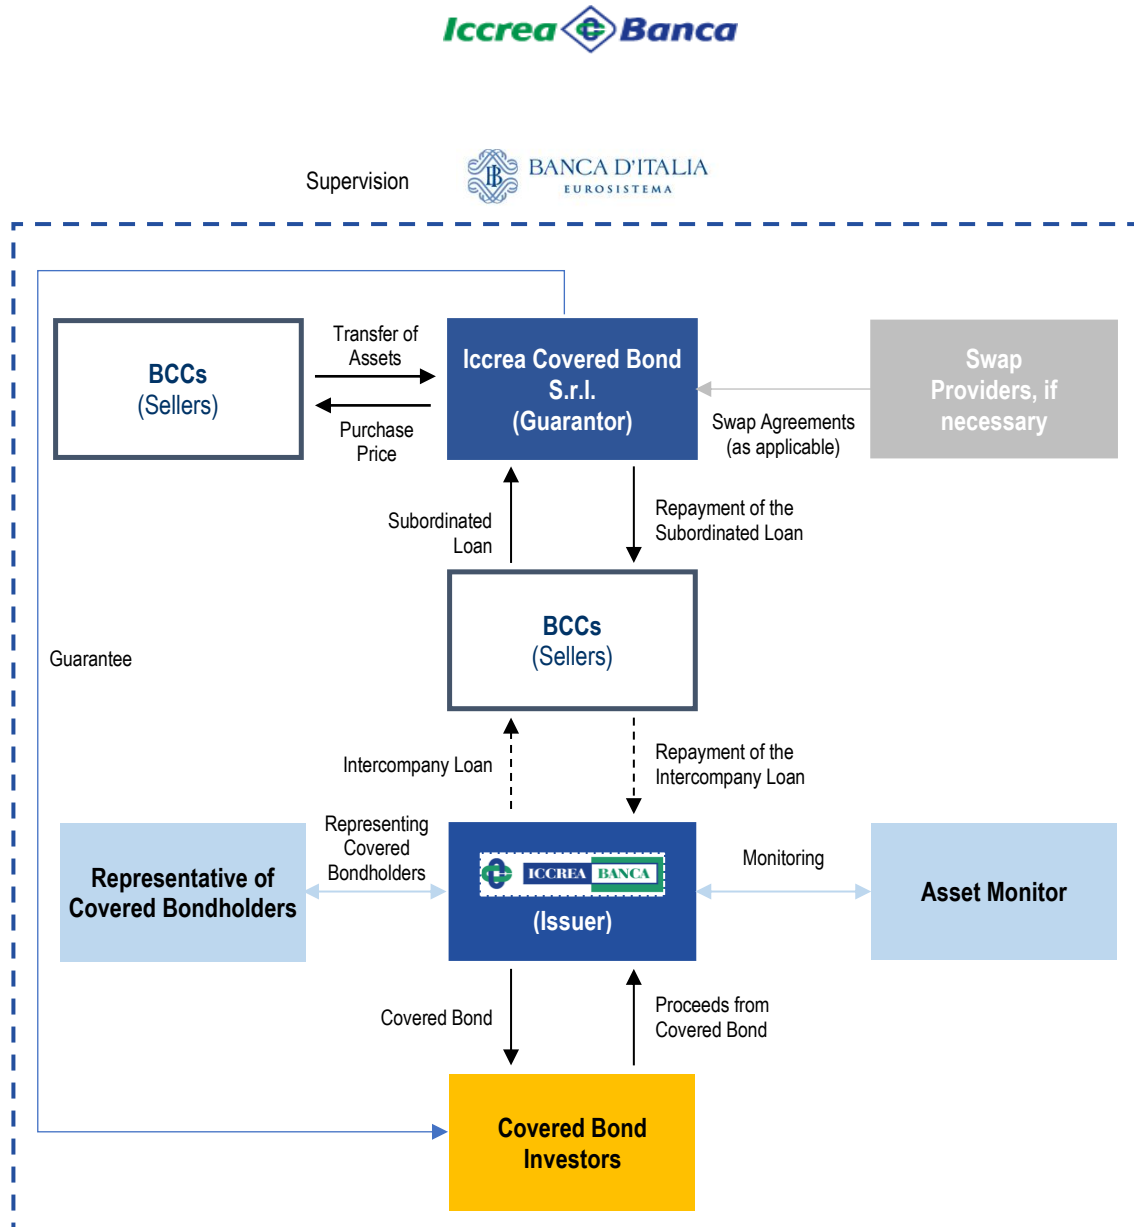 Iccrea Banca
Supervision
BANCA D'ITALIA
EUROSISTEMA
BCCs
(Sellers)
Transfer of
Assets
Purchase
Price
Iccrea Covered Bond
S.r.l.
(Guarantor)
Swap Agreements
(as applicable)
Swap
Providers, if
necessary
Subordinated
Loan
Repayment of the
Subordinated Loan
BCCs
(Sellers)
Guarantee
Intercompany Loan
Repayment of the
Intercompany Loan
Representative of
Covered Bondholders
Representing
Covered
Bondholders
ICCREA BANCA
(Issuer)
Monitoring
Asset Monitor
Covered Bond
Proceeds from
Covered Bond
Covered Bond
Investors